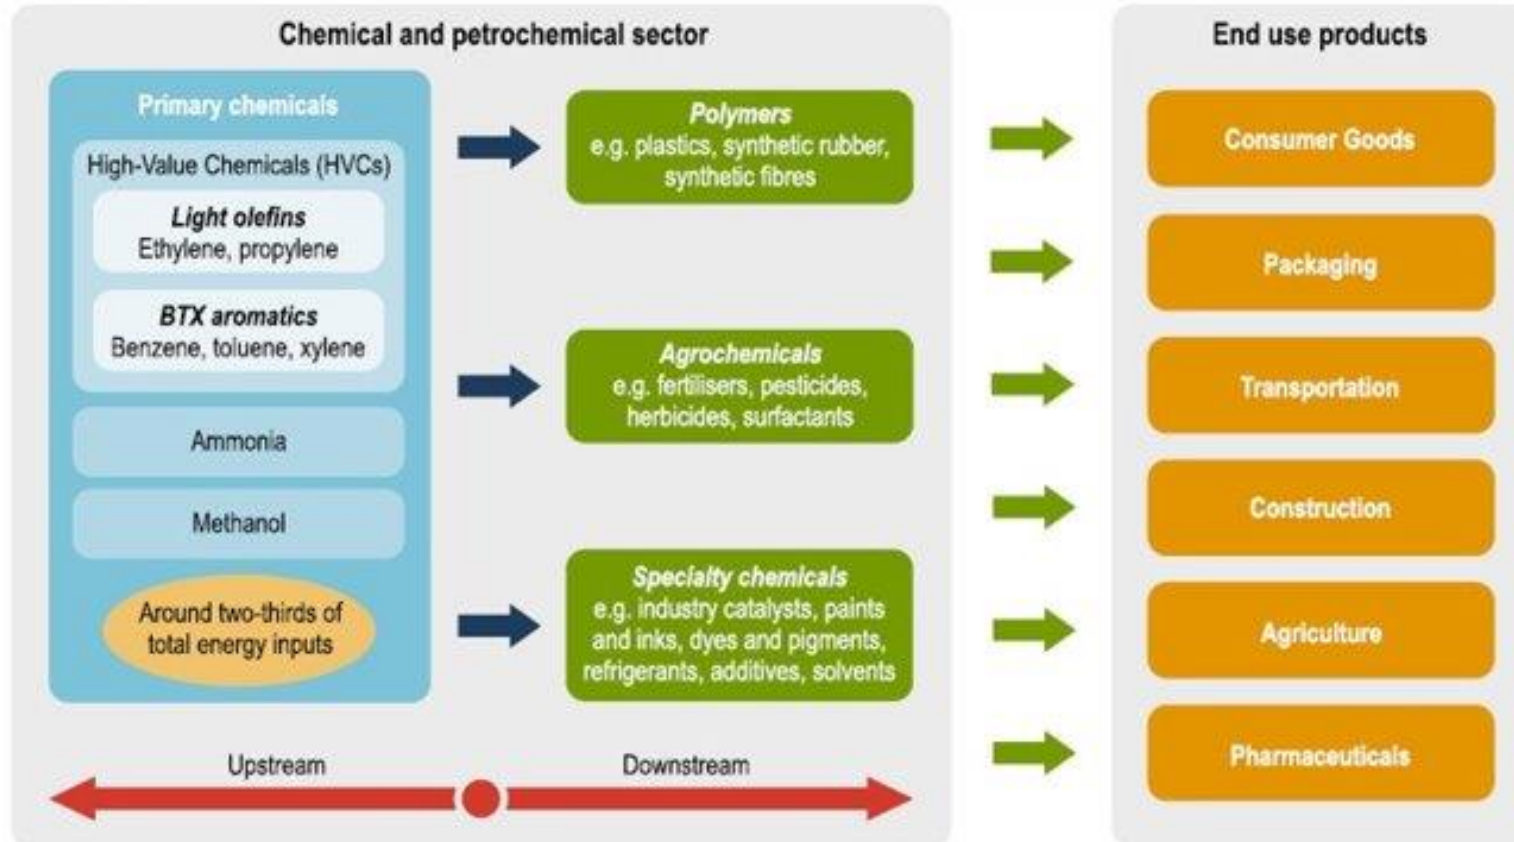 Chemical and petrochemical sector
Primary chemicals
High-Value Chemicals (HVCs)
Light olefins
Ethylene, propylene
BTX aromatics
Benzene, toluene, xylene
Ammonia
Methanol
Around two-thirds of
total energy inputs
Polymers
e.g. plastics, synthetic rubber,
synthetic fibres
Agrochemicals
e.g. fertilisers, pesticides,
herbicides, surfactants
Specialty chemicals
e.g. industry catalysts, paints
and inks, dyes and pigments,
refrigerants, additives, solvents
Upstream
Downstream
End use products
Consumer Goods
Packaging
Transportation
Construction
Agriculture
Pharmaceuticals